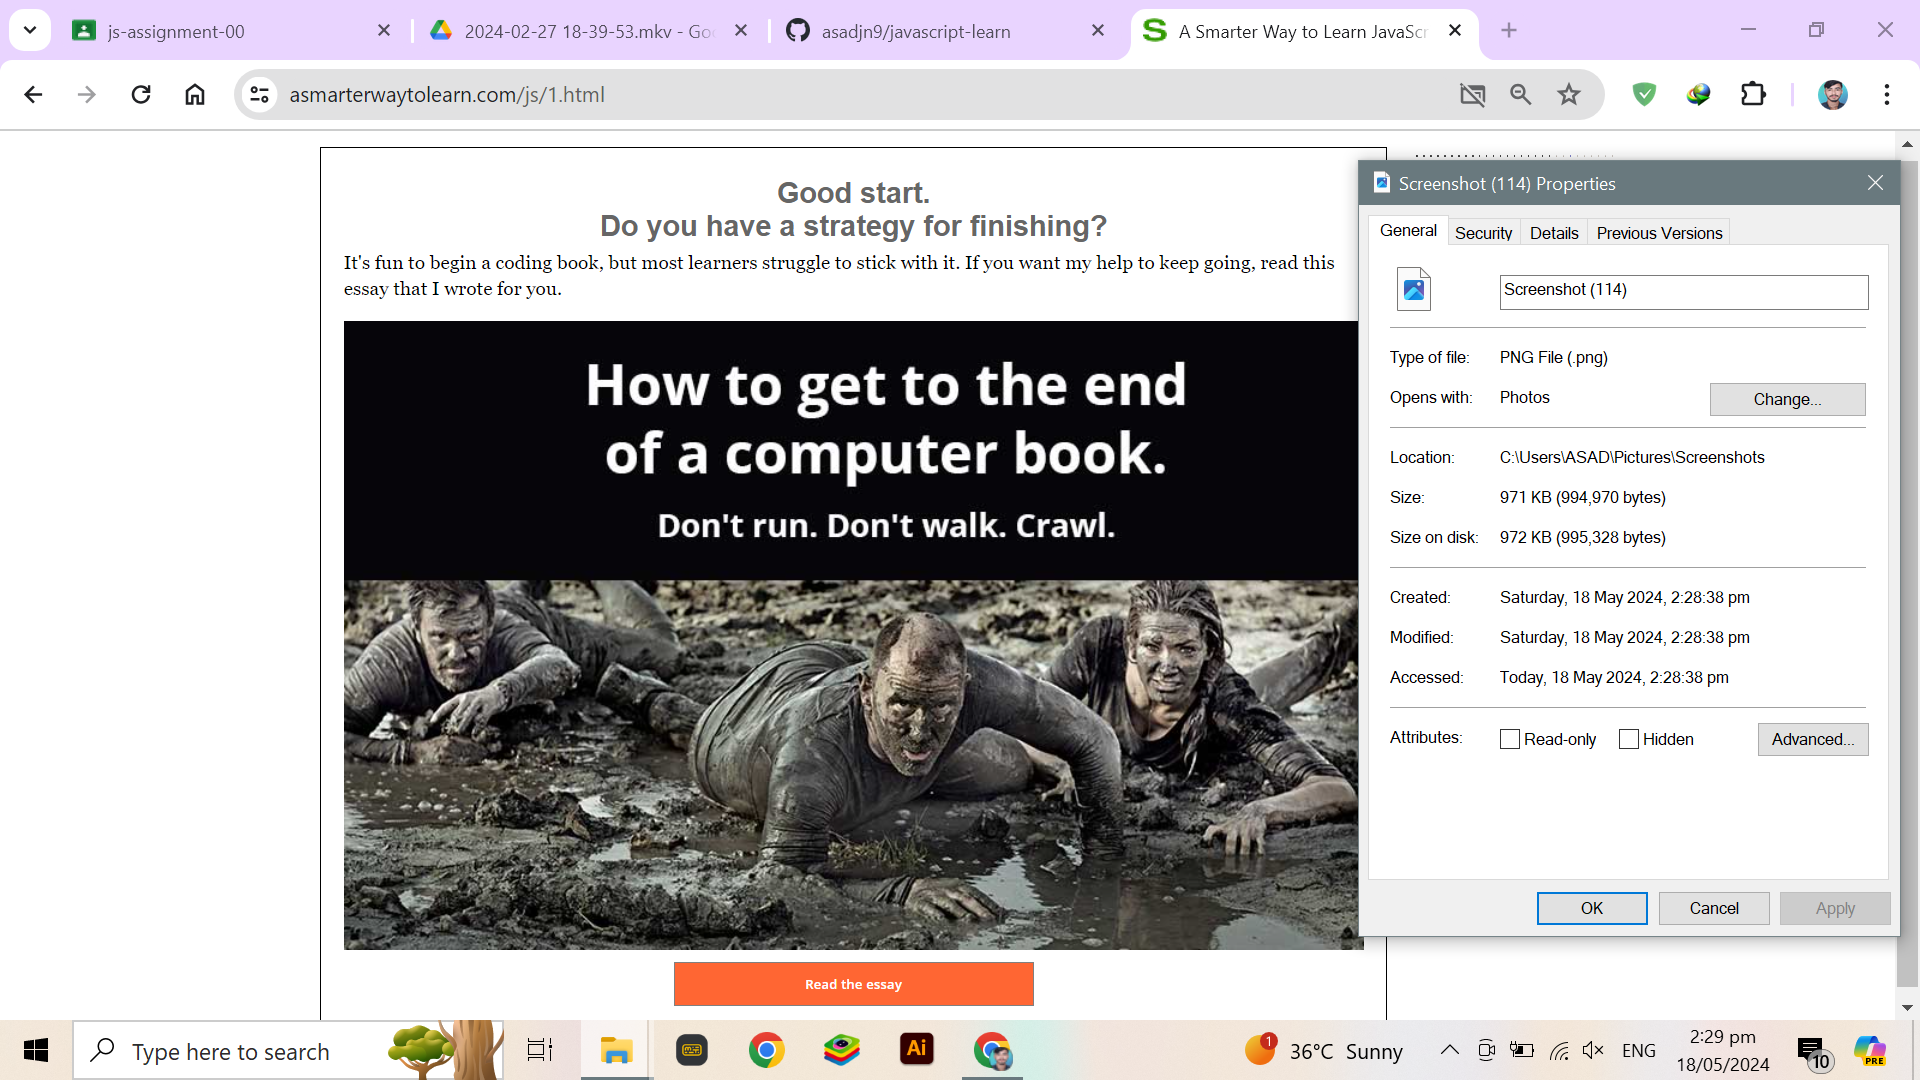 js-assignment-00
2024-02-27 18-39-53.mkv - Goo
asadjn9/javascript-learn
A Smarter Way to Learn JavaScr
asmarterwaytolearn.com/js/1.html
Good start.
Do you have a strategy for finishing?
It's fun to begin a coding book, but most learners struggle to stick with it. If you want my help to keep going, read this
essay that I wrote for you.
How to get to the end
of a computer book.
Don't run. Don't walk. Crawl.
Read the essay
Screenshot (114) Properties
General
Security
Details
Previous Versions
Screenshot (114)
Type of file: PNG File (.png)
Opens with: Photos
Change...
Location: C:\Users\ASAD\Pictures\Screenshots
Size: 971 KB (994,970 bytes)
Size on disk: 972 KB (995,328 bytes)
Created: Saturday, 18 May 2024, 2:28:38 pm
Modified: Saturday, 18 May 2024, 2:28:38 pm
Accessed: Today, 18 May 2024, 2:28:38 pm
Attributes: Read-only Hidden
Advanced...
OK
Cancel
Apply
Type here to search
Ai
1
36°C Sunny
ENG
2:29 pm
18/05/2024
10
PRE